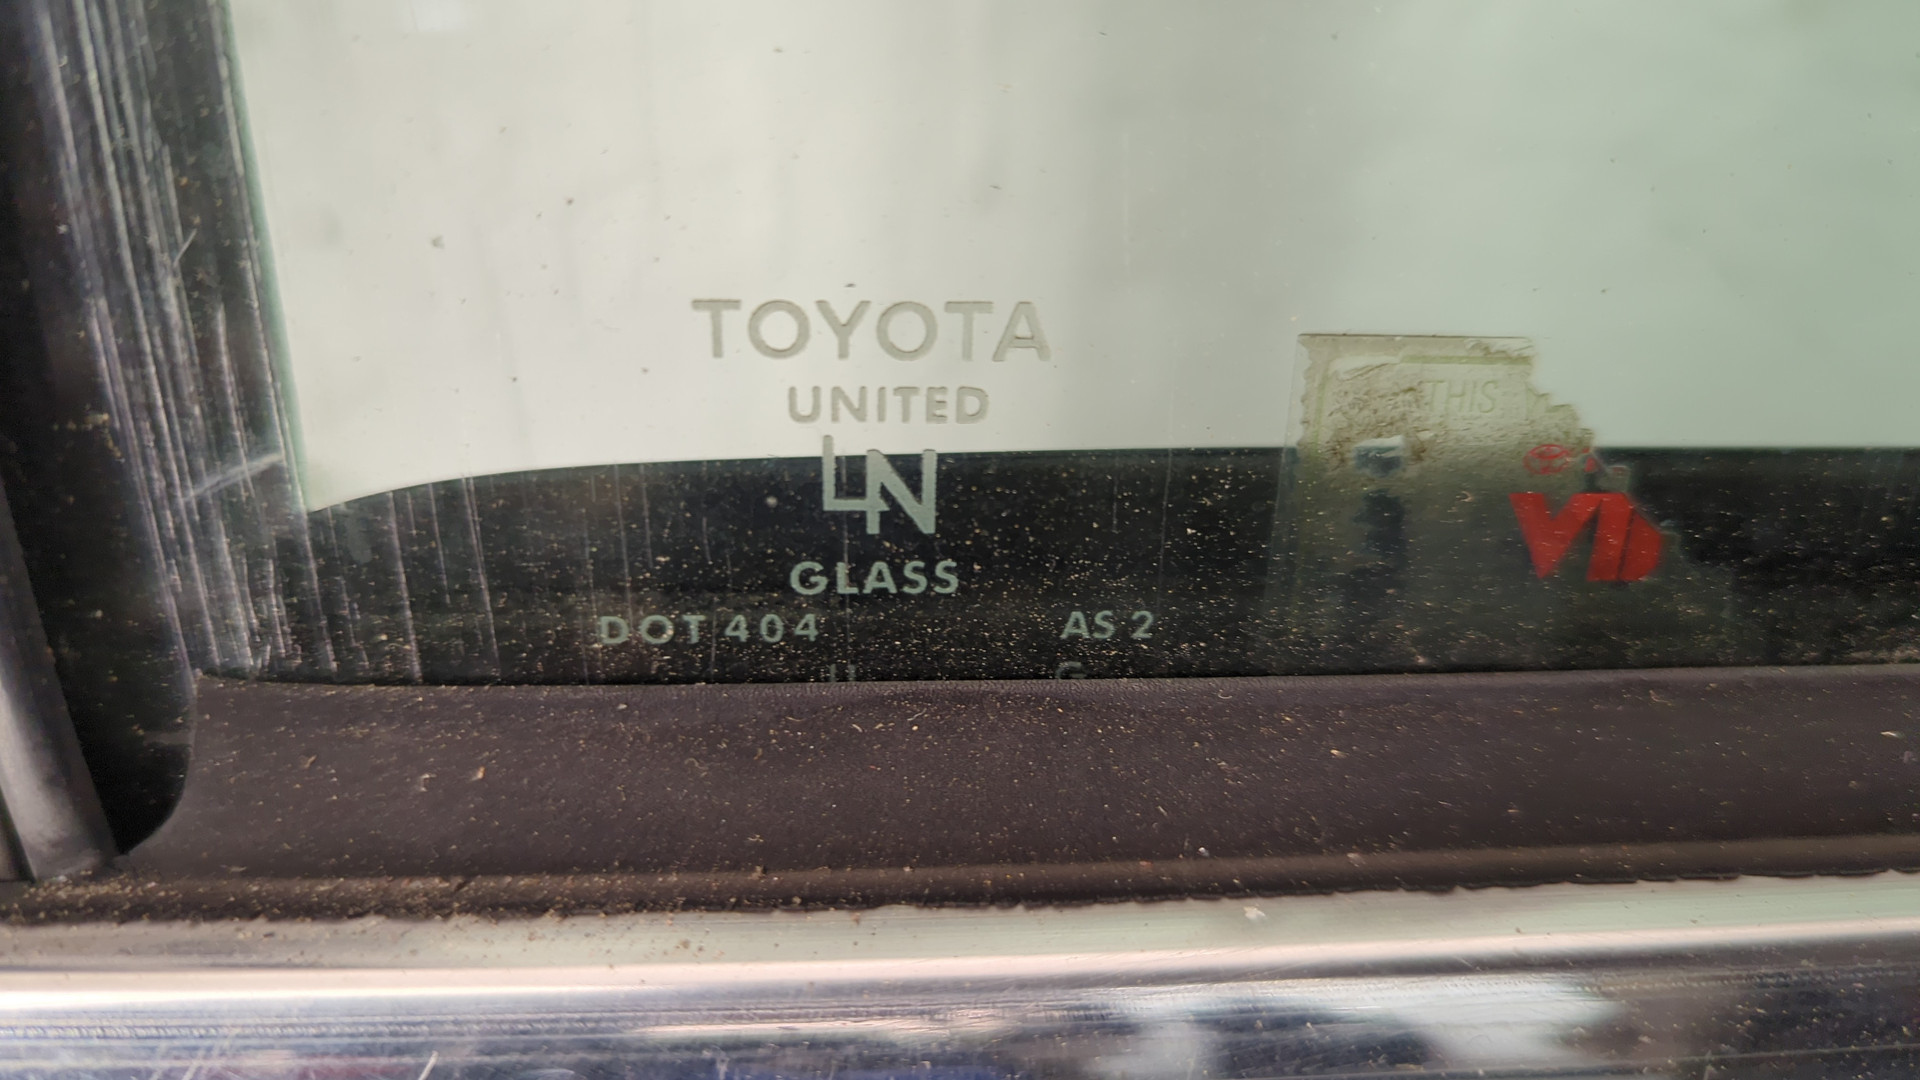 TOYOTA
UNITED
LN
GLASS
DOT 404 AS 2
THIS